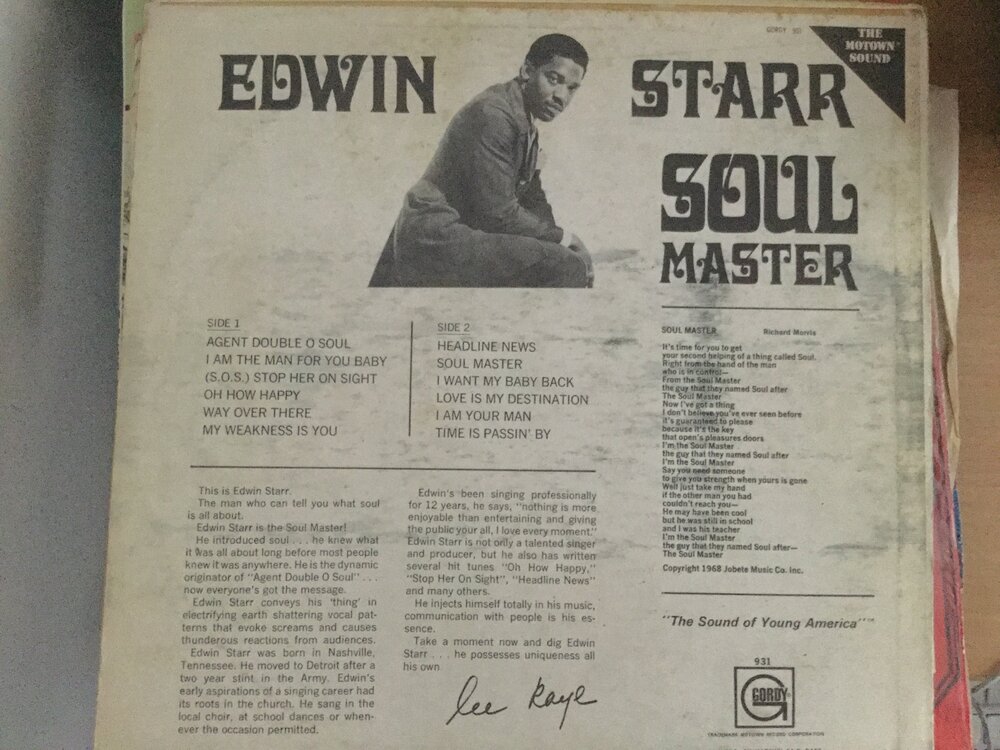 GORDY 931
THE
MOTOWN
SOUND
EDWIN STARR
SOUL
MASTER
SIDE 1
AGENT DOUBLE O SOUL
I AM THE MAN FOR YOU BABY
(S.O.S.) STOP HER ON SIGHT
OH HOW HAPPY
WAY OVER THERE
MY WEAKNESS IS YOU
SIDE 2
HEADLINE NEWS
SOUL MASTER
I WANT MY BABY BACK
LOVE IS MY DESTINATION
I AM YOUR MAN
TIME IS PASSIN' BY
SOUL MASTER Richard Morris
It's time for you to get
your second helping of a thing called Soul.
Right from the hand of the man
who is in control—
From the Soul Master
the guy that they named Soul after
The Soul Master
Now I've got a thing
I don't believe you've ever seen before
it's guaranteed to please
because it's the key
that open's pleasures doors
I'm the Soul Master
the guy that they named Soul after
I'm the Soul Master
Say you need someone
to give you strength when yours is gone
Well just take my hand
if the other man you had
couldn't reach you—
He may have been cool
but he was still in school
and I was his teacher
I'm the Soul Master
the guy that they named Soul after—
The Soul Master
Copyright 1968 Jobete Music Co. Inc.
This is Edwin Starr.
The man who can tell you what soul
is all about.
Edwin Starr is the Soul Master!
He introduced soul . . . he knew what
it was all about long before most people
knew it was anywhere. He is the dynamic
originator of "Agent Double O Soul" . . .
now everyone's got the message.
Edwin Starr conveys his 'thing' in
electrifying earth shattering vocal pat-
terns that evoke screams and causes
thunderous reactions from audiences.
Edwin Starr was born in Nashville,
Tennessee. He moved to Detroit after a
two year stint in the Army. Edwin's
early aspirations of a singing career had
its roots in the church. He sang in the
local choir, at school dances or when-
ever the occasion permitted.
Edwin's been singing professionally
for 12 years, he says, "nothing is more
enjoyable than entertaining and giving
the public your all, I love every moment."
Edwin Starr is not only a talented singer
and producer, but he also has written
several hit tunes "Oh How Happy,"
"Stop Her On Sight", "Headline News"
and many others.
He injects himself totally in his music,
communication with people is his es-
sence.
Take a moment now and dig Edwin
Starr . . . he possesses uniqueness all
his own
lee Raye
"The Sound of Young America"™
931
GORDY
TRADEMARK MOTOWN RECORD CORPORATION